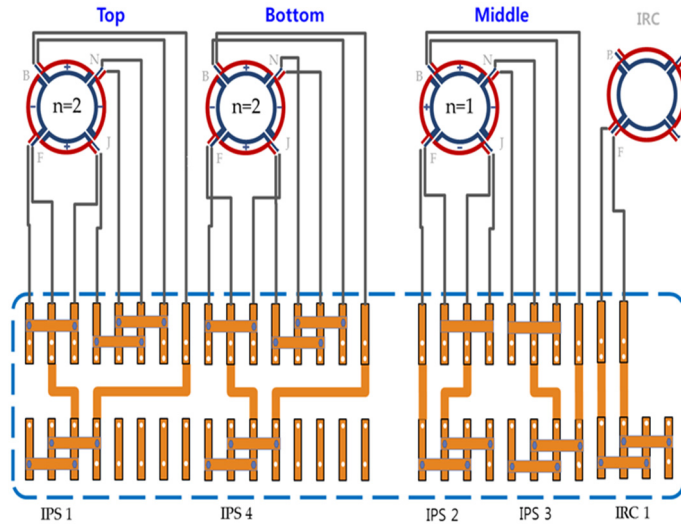 Top
Bottom
Middle
IRC
B
N
n=2
F
J
B
N
n=2
F
J
B
N
n=1
F
J
B
F
IPS 1
IPS 4
IPS 2
IPS 3
IRC 1